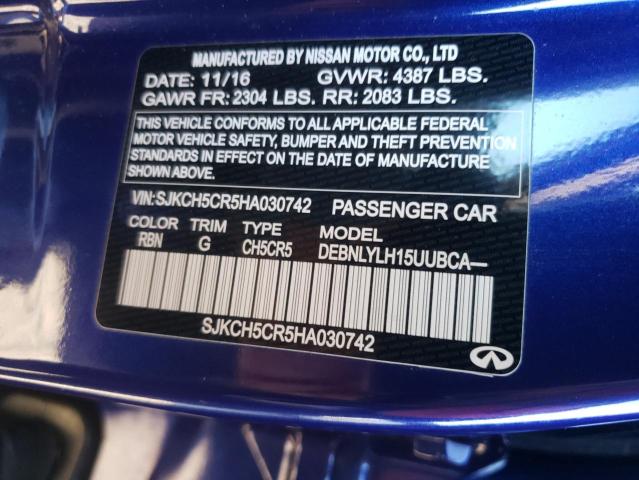 MANUFACTURED BY NISSAN MOTOR CO., LTD
DATE: 11/16 GVWR: 4387 LBS.
GAWR FR: 2304 LBS. RR: 2083 LBS.
THIS VEHICLE CONFORMS TO ALL APPLICABLE FEDERAL
MOTOR VEHICLE SAFETY, BUMPER AND THEFT PREVENTION
STANDARDS IN EFFECT ON THE DATE OF MANUFACTURE
SHOWN ABOVE.
VIN:SJKCH5CR5HA030742 PASSENGER CAR
COLOR TRIM TYPE MODEL
RBN G CH5CR5 DEBNLYLH15UUBCA—
SJKCH5CR5HA030742